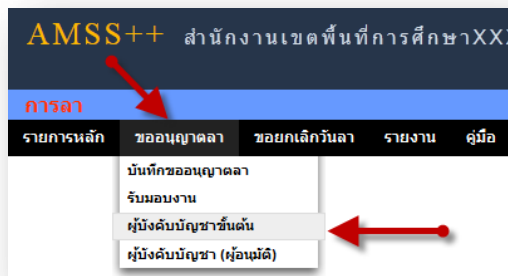 AMSS++ สำนักงานเขตพื้นที่การศึกษาXXX
การลา
รายการหลัก ขออนุญาตลา ขอยกเลิกวันลา รายงาน คู่มือ
บันทึกขออนุญาตลา
รับมอบงาน
ผู้บังคับบัญชาขั้นต้น
ผู้บังคับบัญชา (ผู้อนุมัติ)